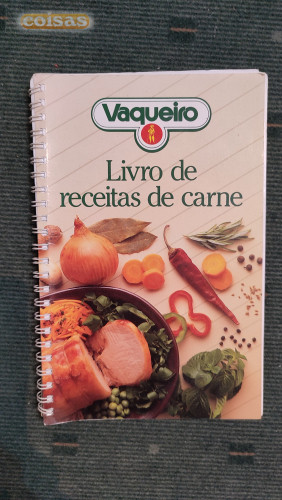 coisas
Vaqueiro
Livro de
receitas de carne